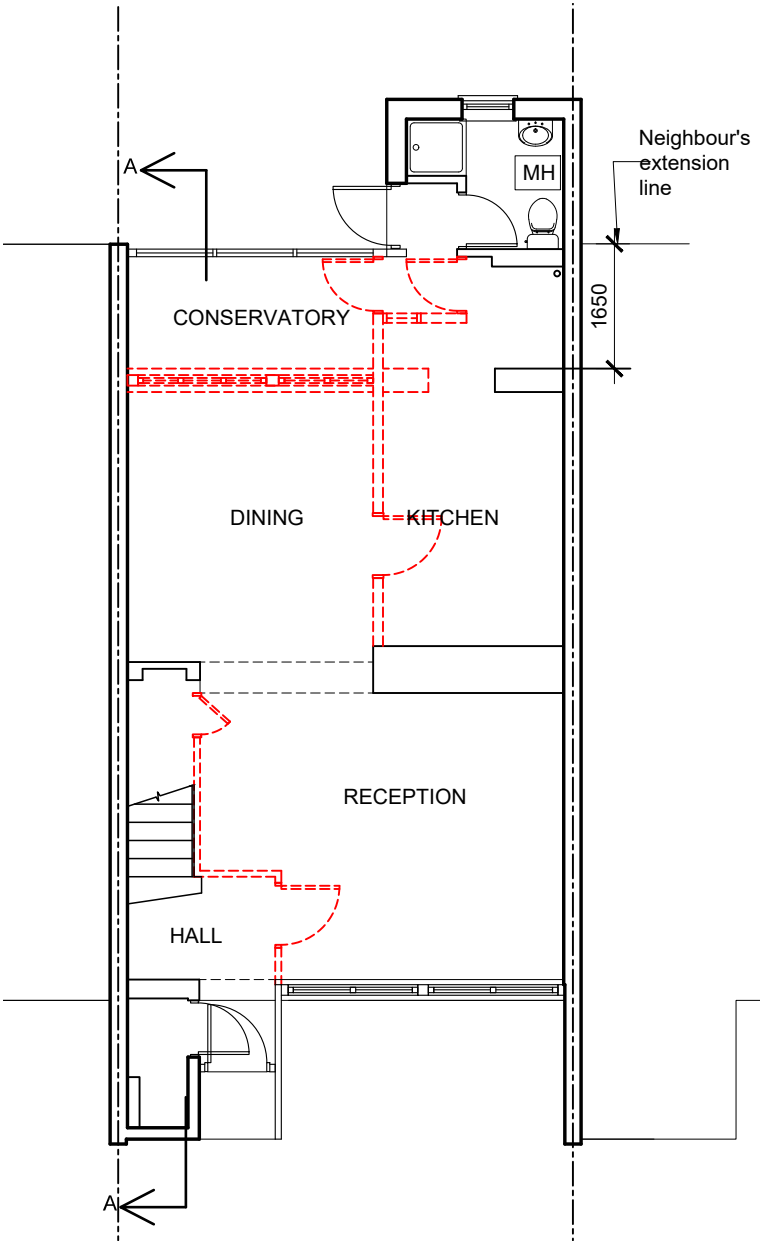 Neighbour's
extension
line
A
MH
1650
CONSERVATORY
DINING
KITCHEN
RECEPTION
HALL
A